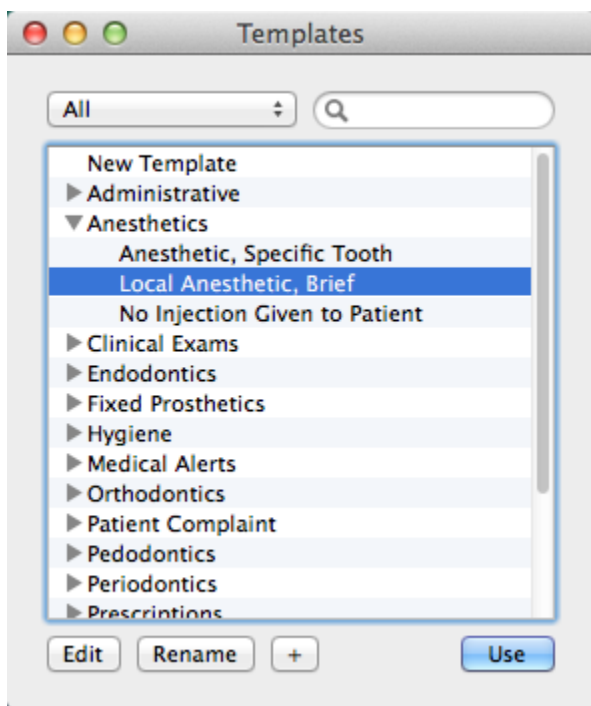 Templates
All
New Template
Administrative
Anesthetics
Anesthetic, Specific Tooth
Local Anesthetic, Brief
No Injection Given to Patient
Clinical Exams
Endodontics
Fixed Prosthetics
Hygiene
Medical Alerts
Orthodontics
Patient Complaint
Pedodontics
Periodontics
Prescriptions
Edit Rename + Use